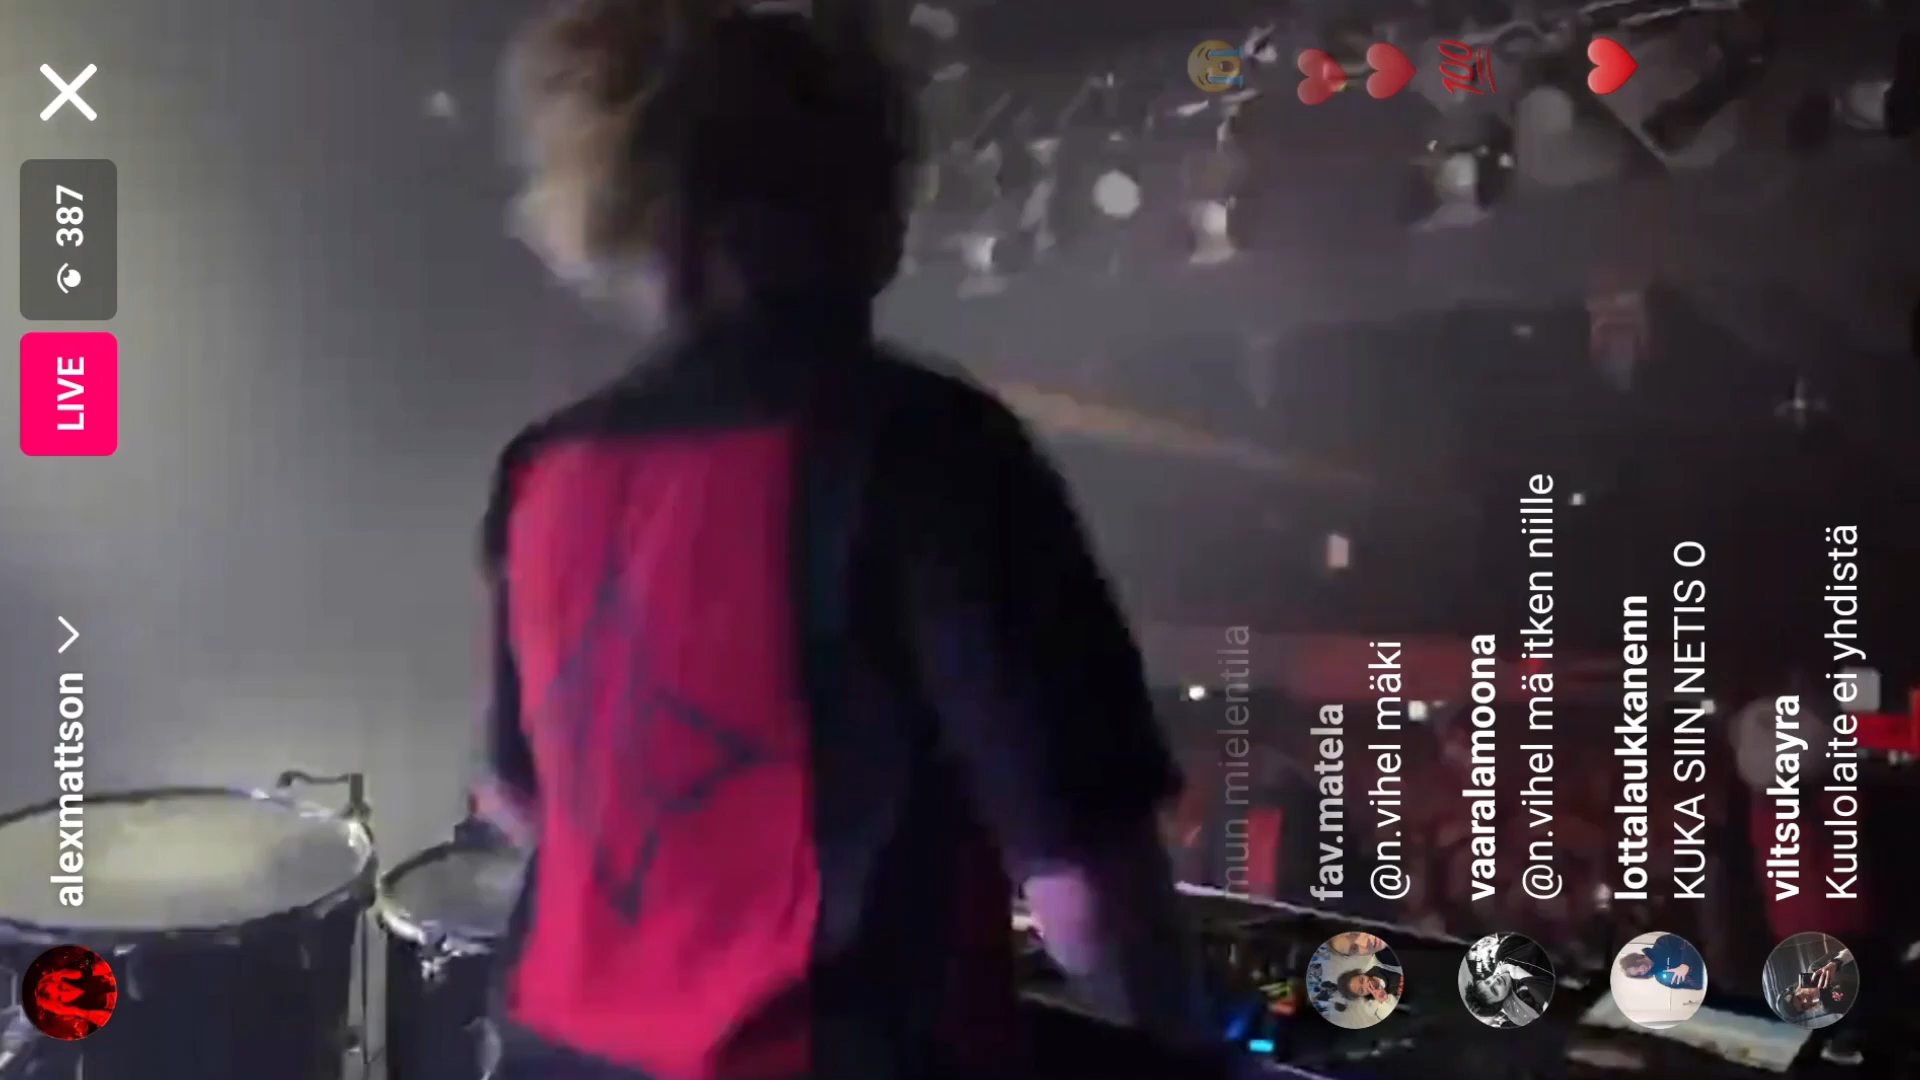 alexmattson
LIVE
387
mun mielentila
fav.matela
@n.vihel mäki
vaaralamoona
@n.vihel mä itken niille
lottalaukkanenn
KUKA SIIN NETIS O
viltsukayra
Kuulolaite ei yhdistä
100